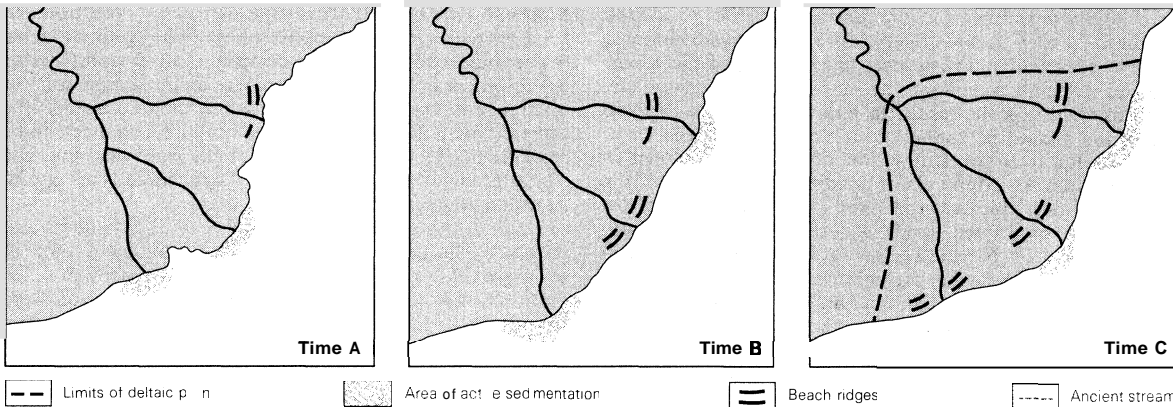 Time A
Time B
Time C
Limits of deltaic
Area of sedimentation
Beach ridges
Ancient stream